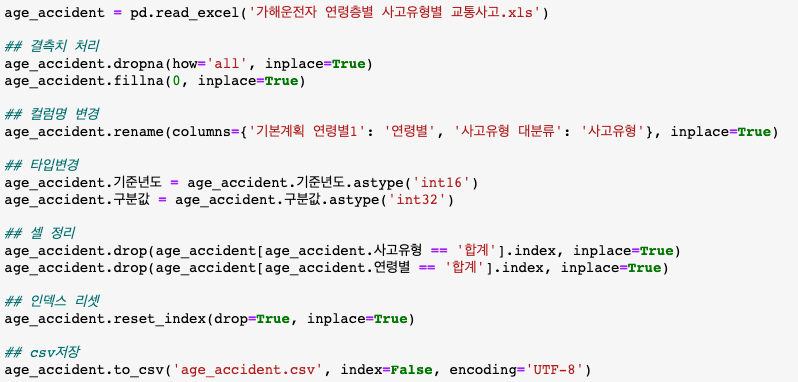 age_accident = pd.read_excel('가해운전자 연령층별 사고유형별 교통사고.xls')
## 결측치 처리
age_accident.dropna(how='all', inplace=True)
age_accident.fillna(0, inplace=True)
## 컬럼명 변경
age_accident.rename(columns={'기본계획 연령별1': '연령별', '사고유형 대분류': '사고유형'}, inplace=True)
## 타입변경
age_accident.기준년도 = age_accident.기준년도.astype('int16')
age_accident.구분값 = age_accident.구분값.astype('int32')
## 셀 정리
age_accident.drop(age_accident[age_accident.사고유형 == '합계'].index, inplace=True)
age_accident.drop(age_accident[age_accident.연령별 == '합계'].index, inplace=True)
## 인덱스 리셋
age_accident.reset_index(drop=True, inplace=True)
## csv저장
age_accident.to_csv('age_accident.csv', index=False, encoding='UTF-8')